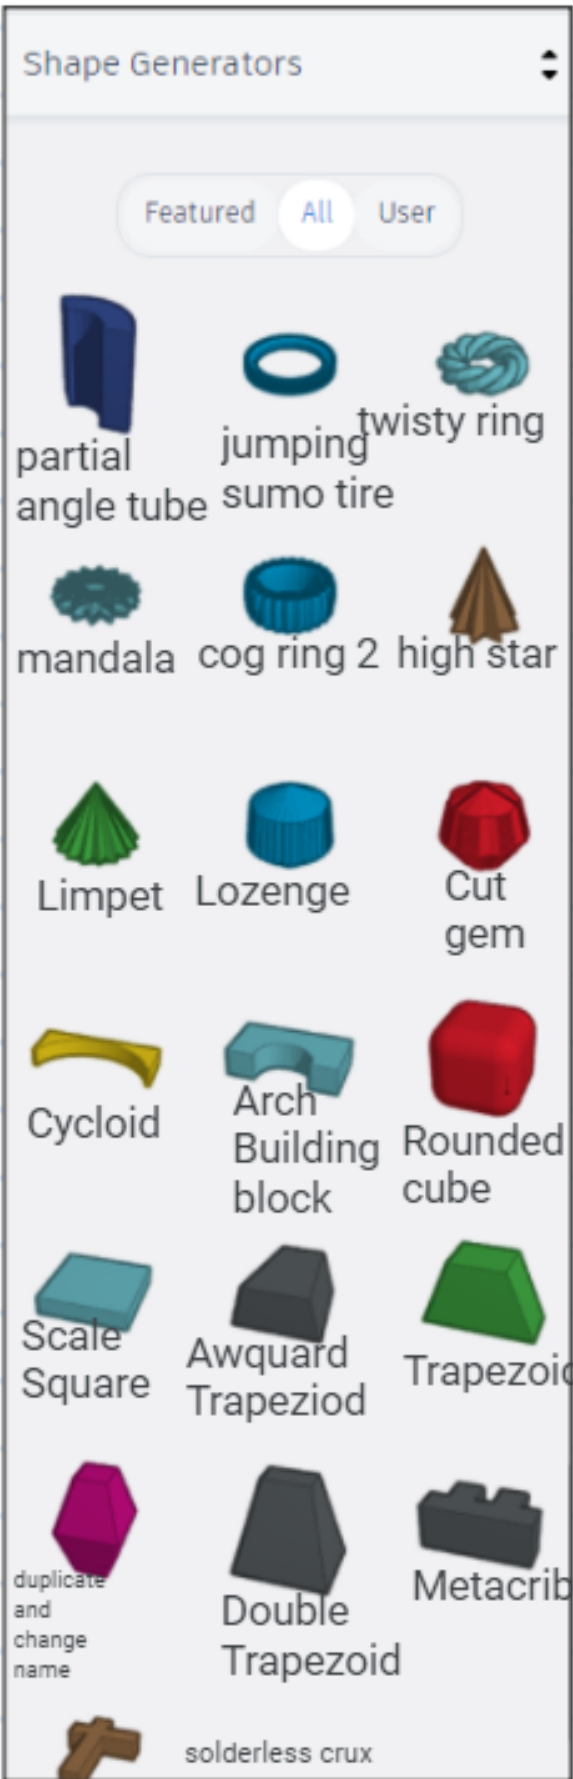 Shape Generators
Featured All User
partial
angle tube
jumping
sumo tire
twisty ring
mandala
cog ring 2
high star
Limpet
Lozenge
Cut
gem
Cycloid
Arch
Building
block
Rounded
cube
Scale
Square
Awquard
Trapeziod
Trapezoid
duplicate
and
change
name
Double
Trapezoid
Metacrib
solderless crux